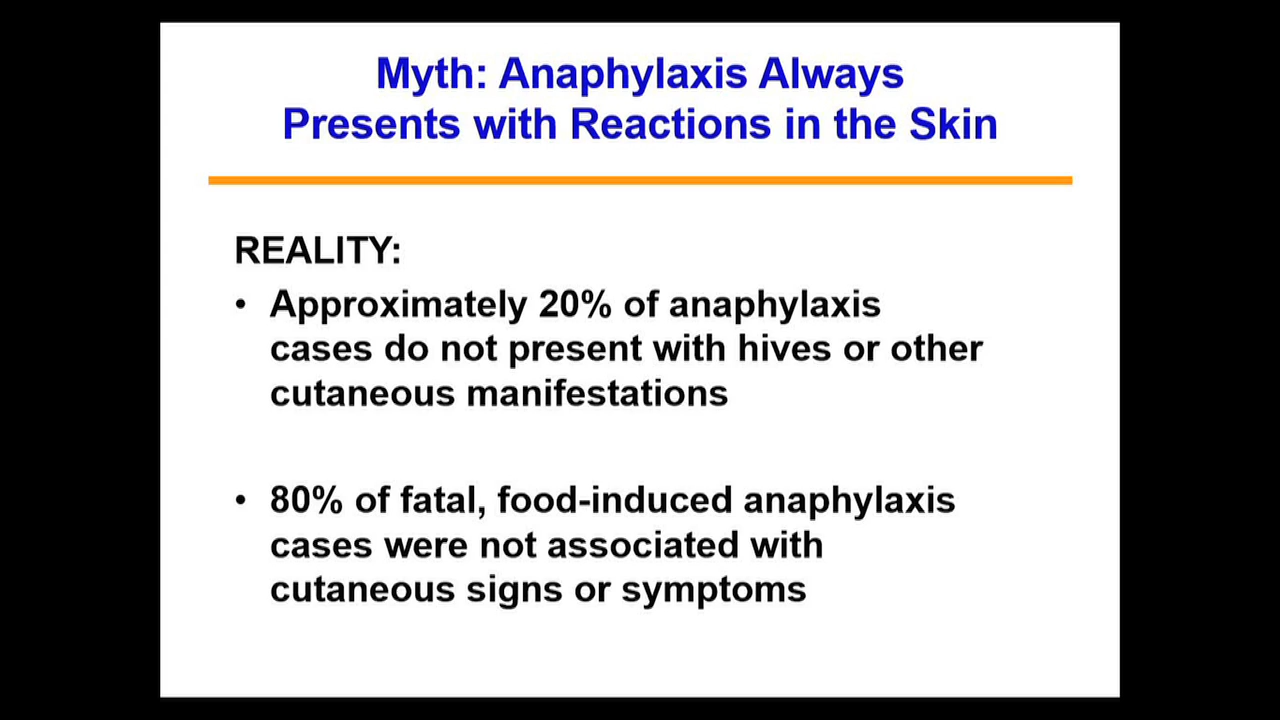 Myth: Anaphylaxis Always
Presents with Reactions in the Skin
REALITY:
• Approximately 20% of anaphylaxis
cases do not present with hives or other
cutaneous manifestations
• 80% of fatal, food-induced anaphylaxis
cases were not associated with
cutaneous signs or symptoms